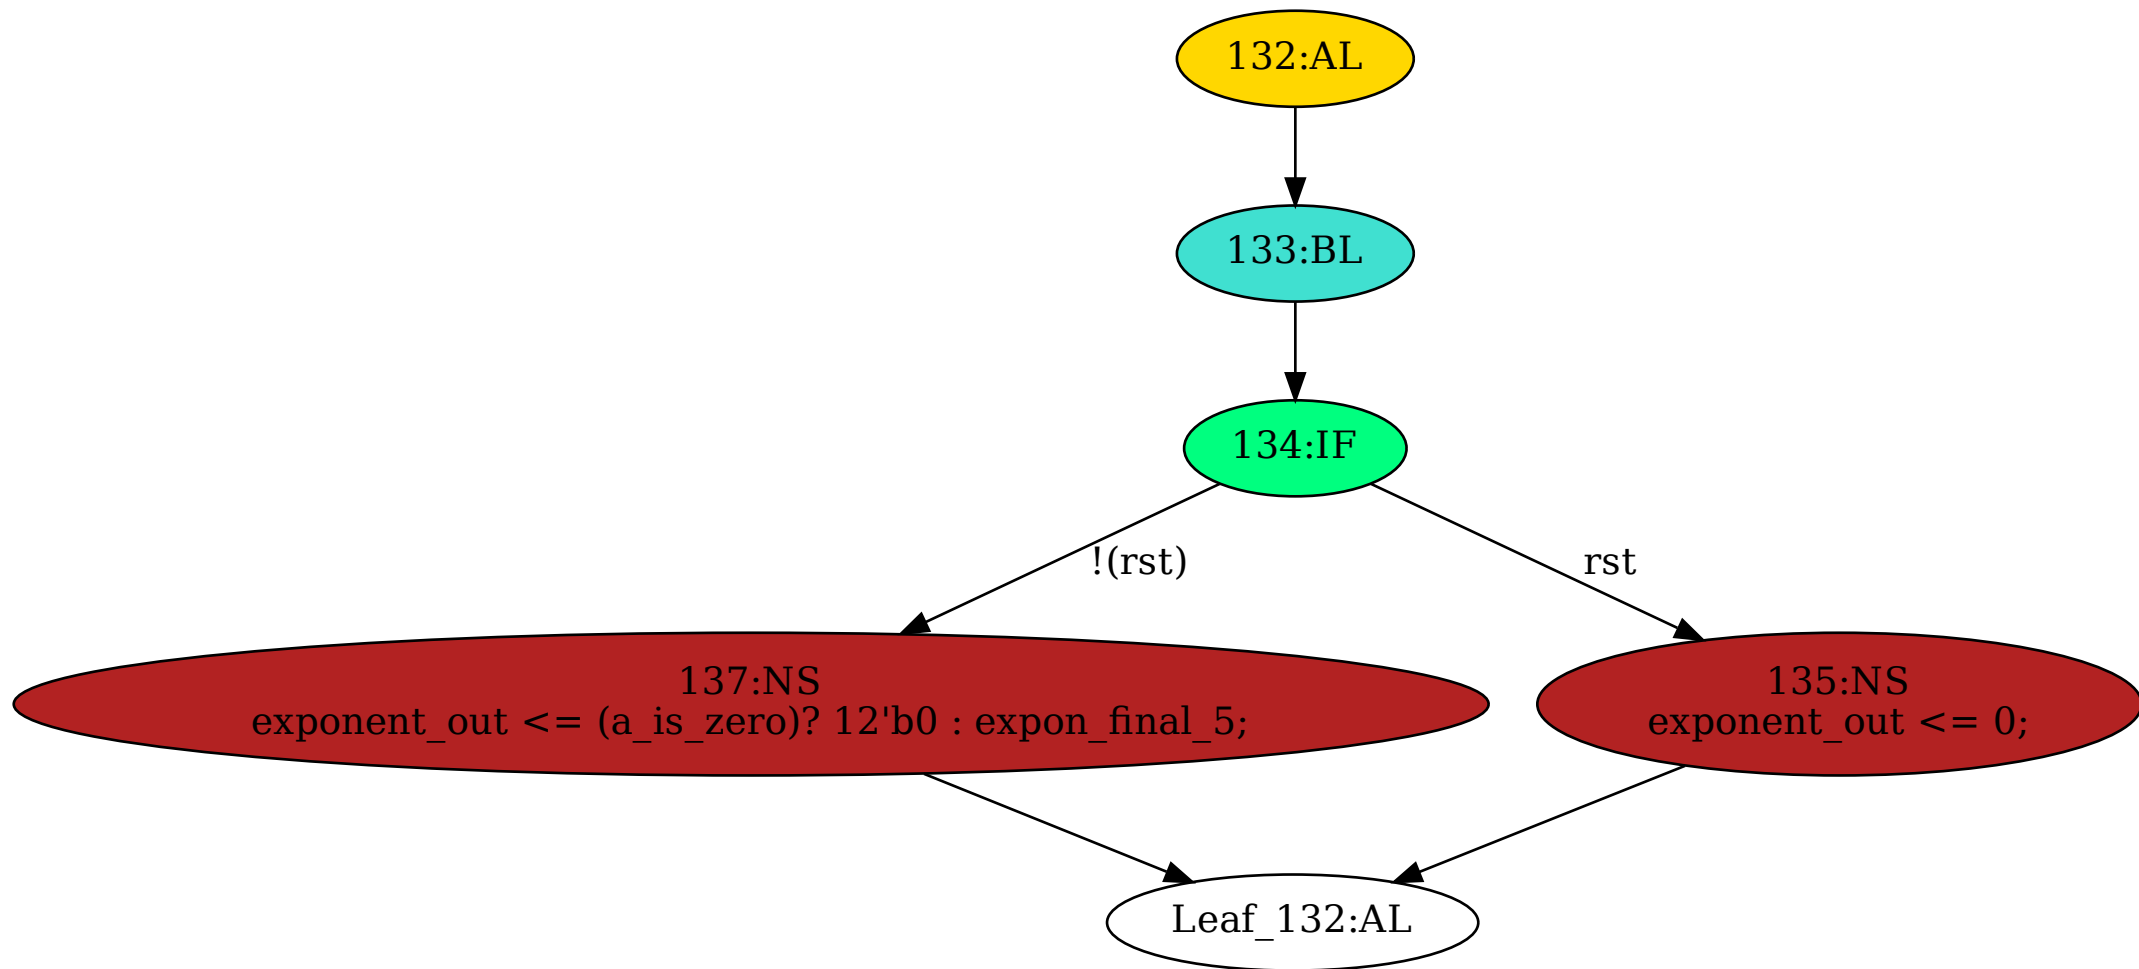 132:AL
133:BL
134:IF
!(rst)
rst
137:NS
exponent_out <= (a_is_zero)? 12'b0 : expon_final_5;
135:NS
exponent_out <= 0;
Leaf_132:AL